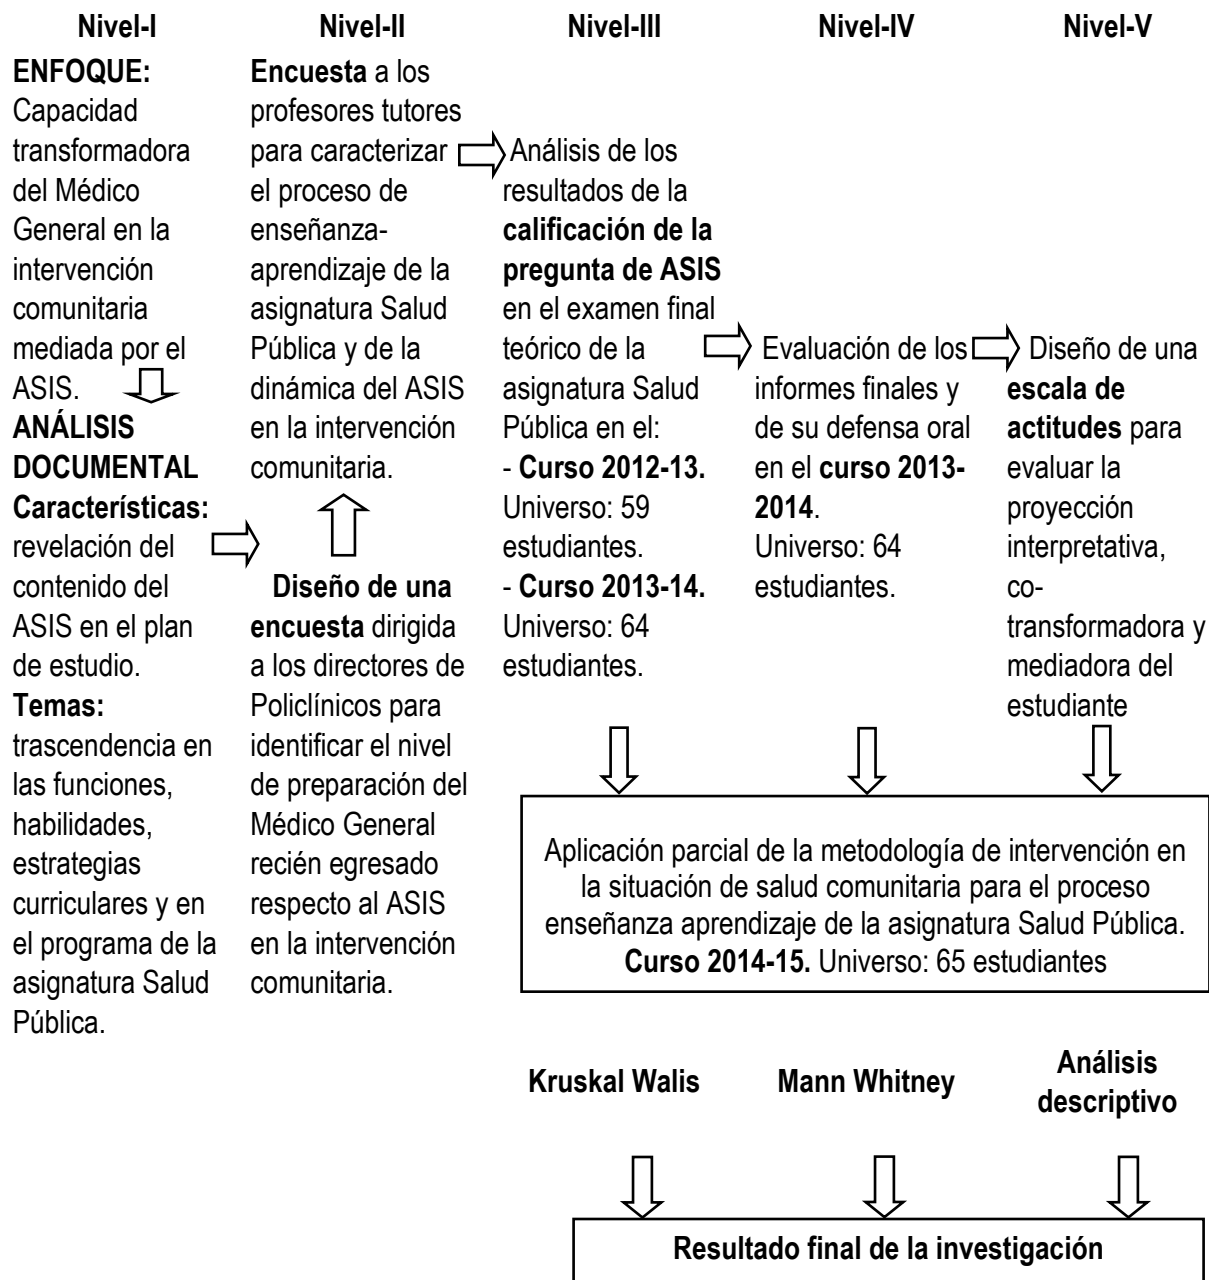 Nivel-I
Nivel-II
Nivel-III
Nivel-IV
Nivel-V
ENFOQUE:
Capacidad
transformadora
del Médico
General en la
intervención
comunitaria
mediada por el
ASIS.
ANÁLISIS
DOCUMENTAL
Características:
revelación del
contenido del
ASIS en el plan
de estudio.
Temas:
trascendencia en
las funciones,
habilidades,
estrategias
curriculares y en
el programa de la
asignatura Salud
Pública.
Encuesta a los
profesores tutores
para caracterizar
el proceso de
enseñanza-
aprendizaje de la
asignatura Salud
Pública y de la
dinámica del ASIS
en la intervención
comunitaria.
Diseño de una
encuesta dirigida
a los directores de
Policlínicos para
identificar el nivel
de preparación del
Médico General
recién egresado
respecto al ASIS
en la intervención
comunitaria.
Análisis de los
resultados de la
calificación de la
pregunta de ASIS
en el examen final
teórico de la
asignatura Salud
Pública en el:
- Curso 2012-13.
Universo: 59
estudiantes.
- Curso 2013-14.
Universo: 64
estudiantes.
Evaluación de los
informes finales y
de su defensa oral
en el curso 2013-
2014.
Universo: 64
estudiantes.
Diseño de una
escala de
actitudes para
evaluar la
proyección
interpretativa,
co-
transformadora y
mediadora del
estudiante
Aplicación parcial de la metodología de intervención en
la situación de salud comunitaria para el proceso
enseñanza aprendizaje de la asignatura Salud Pública.
Curso 2014-15. Universo: 65 estudiantes
Kruskal Walis
Mann Whitney
Análisis
descriptivo
Resultado final de la investigación